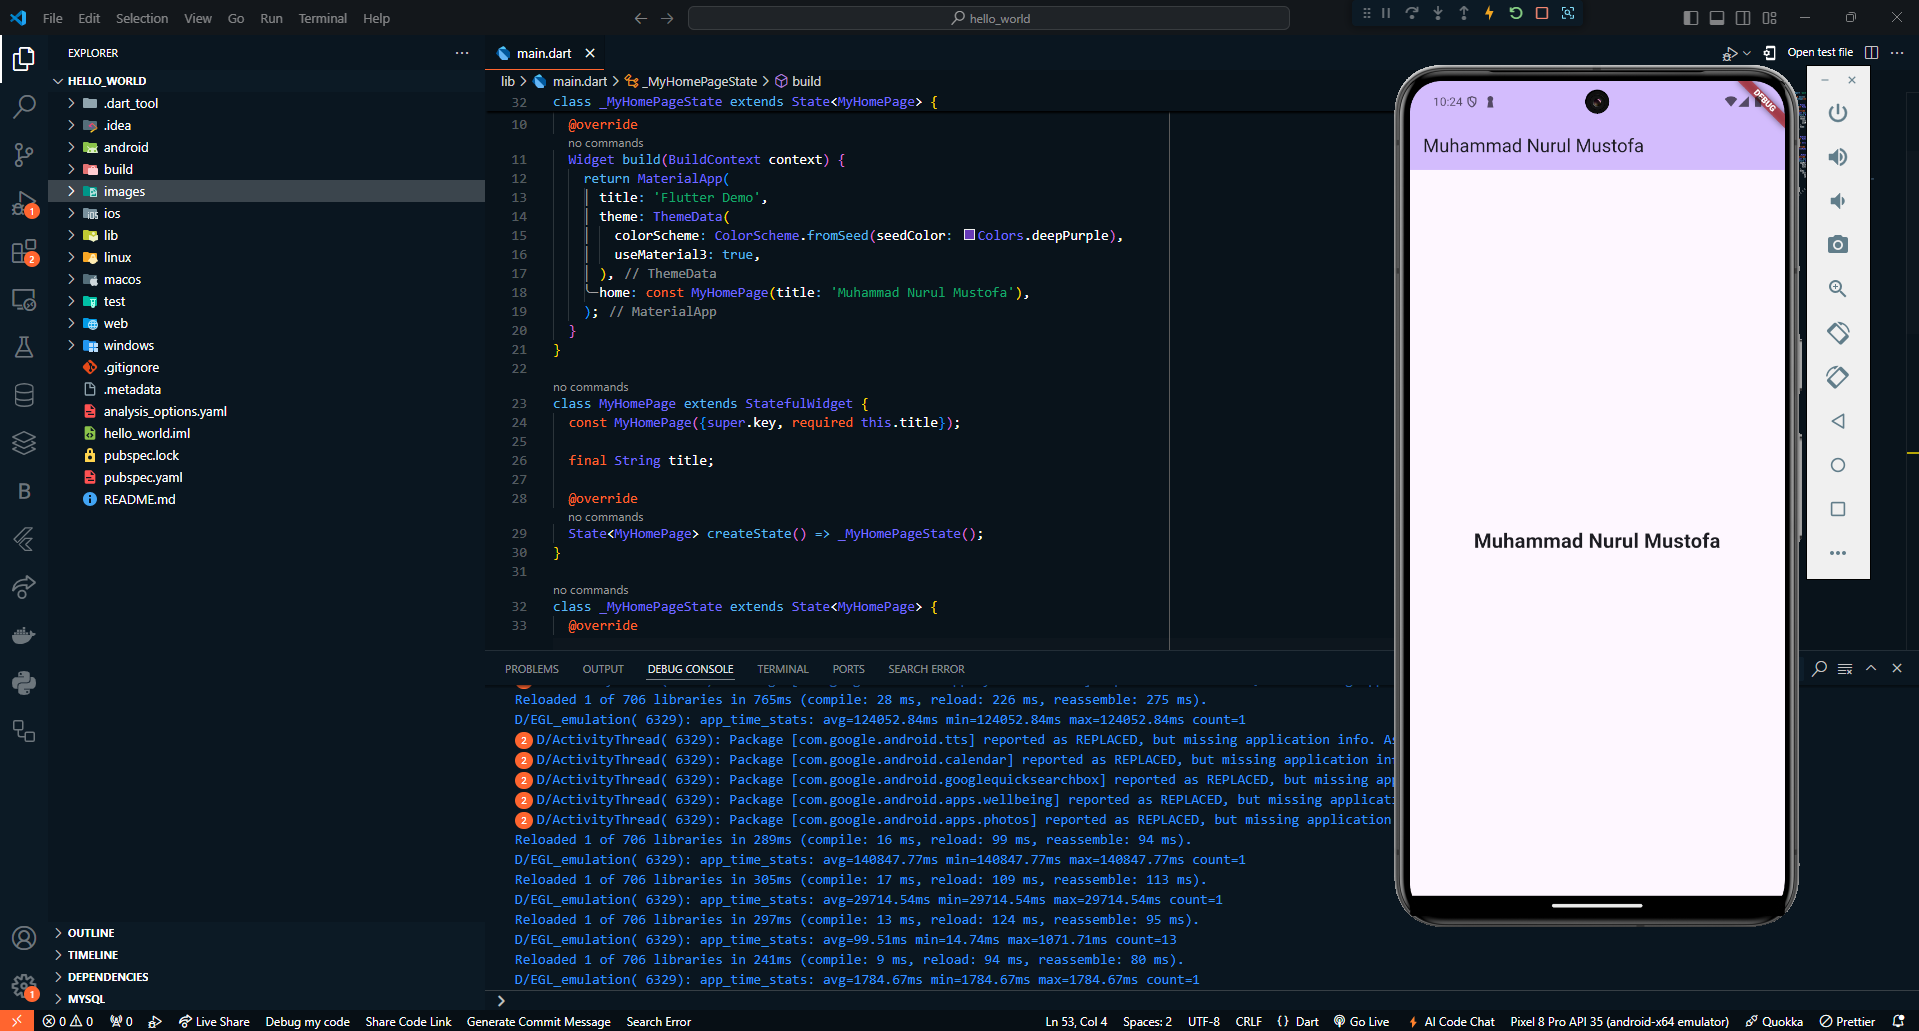 File Edit Selection View Go Run Terminal Help
hello_world
EXPLORER
HELLO_WORLD
.dart_tool
.idea
android
build
images
ios
lib
linux
macos
test
web
windows
.gitignore
.metadata
analysis_options.yaml
hello_world.iml
pubspec.lock
pubspec.yaml
README.md
OUTLINE
TIMELINE
DEPENDENCIES
MYSQL
1
2
B
1
main.dart
Open test file
lib > main.dart > _MyHomePageState > build
32 class _MyHomePageState extends State<MyHomePage> {
10 @override
no commands
11 Widget build(BuildContext context) {
12 return MaterialApp(
13 title: 'Flutter Demo',
14 theme: ThemeData(
15 colorScheme: ColorScheme.fromSeed(seedColor: Colors.deepPurple),
16 useMaterial3: true,
17 ), // ThemeData
18 home: const MyHomePage(title: 'Muhammad Nurul Mustofa'),
19 ); // MaterialApp
20 }
21 }
22
no commands
23 class MyHomePage extends StatefulWidget {
24 const MyHomePage({super.key, required this.title});
25
26 final String title;
27
28 @override
no commands
29 State<MyHomePage> createState() => _MyHomePageState();
30 }
31
no commands
32 class _MyHomePageState extends State<MyHomePage> {
33 @override
PROBLEMS OUTPUT DEBUG CONSOLE TERMINAL PORTS SEARCH ERROR
Reloaded 1 of 706 libraries in 765ms (compile: 28 ms, reload: 226 ms, reassemble: 275 ms).
D/EGL_emulation( 6329): app_time_stats: avg=124052.84ms min=124052.84ms max=124052.84ms count=1
2 D/ActivityThread( 6329): Package [com.google.android.tts] reported as REPLACED, but missing application info. As
2 D/ActivityThread( 6329): Package [com.google.android.calendar] reported as REPLACED, but missing application in
2 D/ActivityThread( 6329): Package [com.google.android.googlequicksearchbox] reported as REPLACED, but missing ap
2 D/ActivityThread( 6329): Package [com.google.android.apps.wellbeing] reported as REPLACED, but missing applicat
2 D/ActivityThread( 6329): Package [com.google.android.apps.photos] reported as REPLACED, but missing application
Reloaded 1 of 706 libraries in 289ms (compile: 16 ms, reload: 99 ms, reassemble: 94 ms).
D/EGL_emulation( 6329): app_time_stats: avg=140847.77ms min=140847.77ms max=140847.77ms count=1
Reloaded 1 of 706 libraries in 305ms (compile: 17 ms, reload: 109 ms, reassemble: 113 ms).
D/EGL_emulation( 6329): app_time_stats: avg=29714.54ms min=29714.54ms max=29714.54ms count=1
Reloaded 1 of 706 libraries in 297ms (compile: 13 ms, reload: 124 ms, reassemble: 95 ms).
D/EGL_emulation( 6329): app_time_stats: avg=99.51ms min=14.74ms max=1071.71ms count=13
Reloaded 1 of 706 libraries in 241ms (compile: 9 ms, reload: 94 ms, reassemble: 80 ms).
D/EGL_emulation( 6329): app_time_stats: avg=1784.67ms min=1784.67ms max=1784.67ms count=1
10:24
DEBUG
Muhammad Nurul Mustofa
Muhammad Nurul Mustofa
0 0 0 Live Share Debug my code Share Code Link Generate Commit Message Search Error
Ln 53, Col 4 Spaces: 2 UTF-8 CRLF {} Dart Go Live AI Code Chat Pixel 8 Pro API 35 (android-x64 emulator) Quokka Prettier